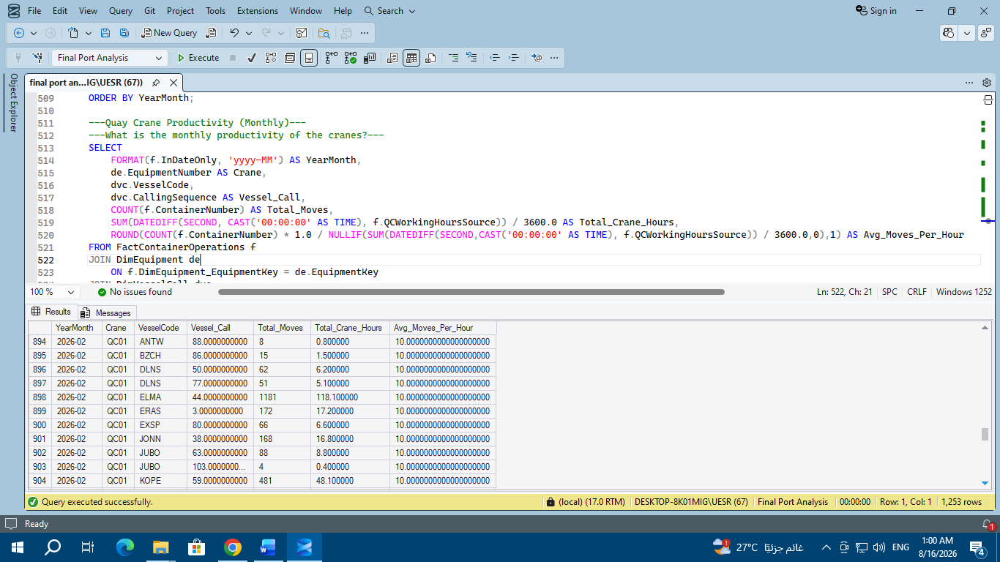 File Edit View Query Git Project Tools Extensions Window Help Search Sign in
New Query
Final Port Analysis Execute
Object Explorer
final port an...IG\UESR (67))
509 ORDER BY YearMonth;
510
511 ---Quay Crane Productivity (Monthly)---
512 ---What is the monthly productivity of the cranes?---
513 SELECT
514 FORMAT(f.InDateOnly, 'yyyy-MM') AS YearMonth,
515 de.EquipmentNumber AS Crane,
516 dvc.VesselCode,
517 dvc.CallingSequence AS Vessel_Call,
518 COUNT(f.ContainerNumber) AS Total_Moves,
519 SUM(DATEDIFF(SECOND, CAST('00:00:00' AS TIME), f.QCWorkingHoursSource)) / 3600.0 AS Total_Crane_Hours,
520 ROUND(COUNT(f.ContainerNumber) * 1.0 / NULLIF(SUM(DATEDIFF(SECOND,CAST('00:00:00' AS TIME), f.QCWorkingHoursSource)) / 3600.0,0),1) AS Avg_Moves_Per_Hour
521 FROM FactContainerOperations f
522 JOIN DimEquipment de
523 ON f.DimEquipment_EquipmentKey = de.EquipmentKey
100 % No issues found Ln: 522, Ch: 21 SPC CRLF Windows 1252
Results Messages
YearMonth Crane VesselCode Vessel_Call Total_Moves Total_Crane_Hours Avg_Moves_Per_Hour
894 2026-02 QC01 ANTW 88.0000000000 8 0.800000 10.0000000000000000000
895 2026-02 QC01 BZCH 86.0000000000 15 1.500000 10.0000000000000000000
896 2026-02 QC01 DLNS 50.0000000000 62 6.200000 10.0000000000000000000
897 2026-02 QC01 DLNS 77.0000000000 51 5.100000 10.0000000000000000000
898 2026-02 QC01 ELMA 44.0000000000 1181 118.100000 10.0000000000000000000
899 2026-02 QC01 ERAS 3.0000000000 172 17.200000 10.0000000000000000000
900 2026-02 QC01 EXSP 80.0000000000 66 6.600000 10.0000000000000000000
901 2026-02 QC01 JONN 38.0000000000 168 16.800000 10.0000000000000000000
902 2026-02 QC01 JUBO 63.0000000000 88 8.800000 10.0000000000000000000
903 2026-02 QC01 JUBO 103.0000000... 4 0.400000 10.0000000000000000000
904 2026-02 QC01 KOPE 59.0000000000 481 48.100000 10.0000000000000000000
Query executed successfully. (local) (17.0 RTM) DESKTOP-8K01MIG\UESR (67) Final Port Analysis 00:00:00 Row: 1, Col: 1 1,253 rows
Ready 1
1 27°C غائم جزئيًا ENG 1:00 AM
8/16/2026 4